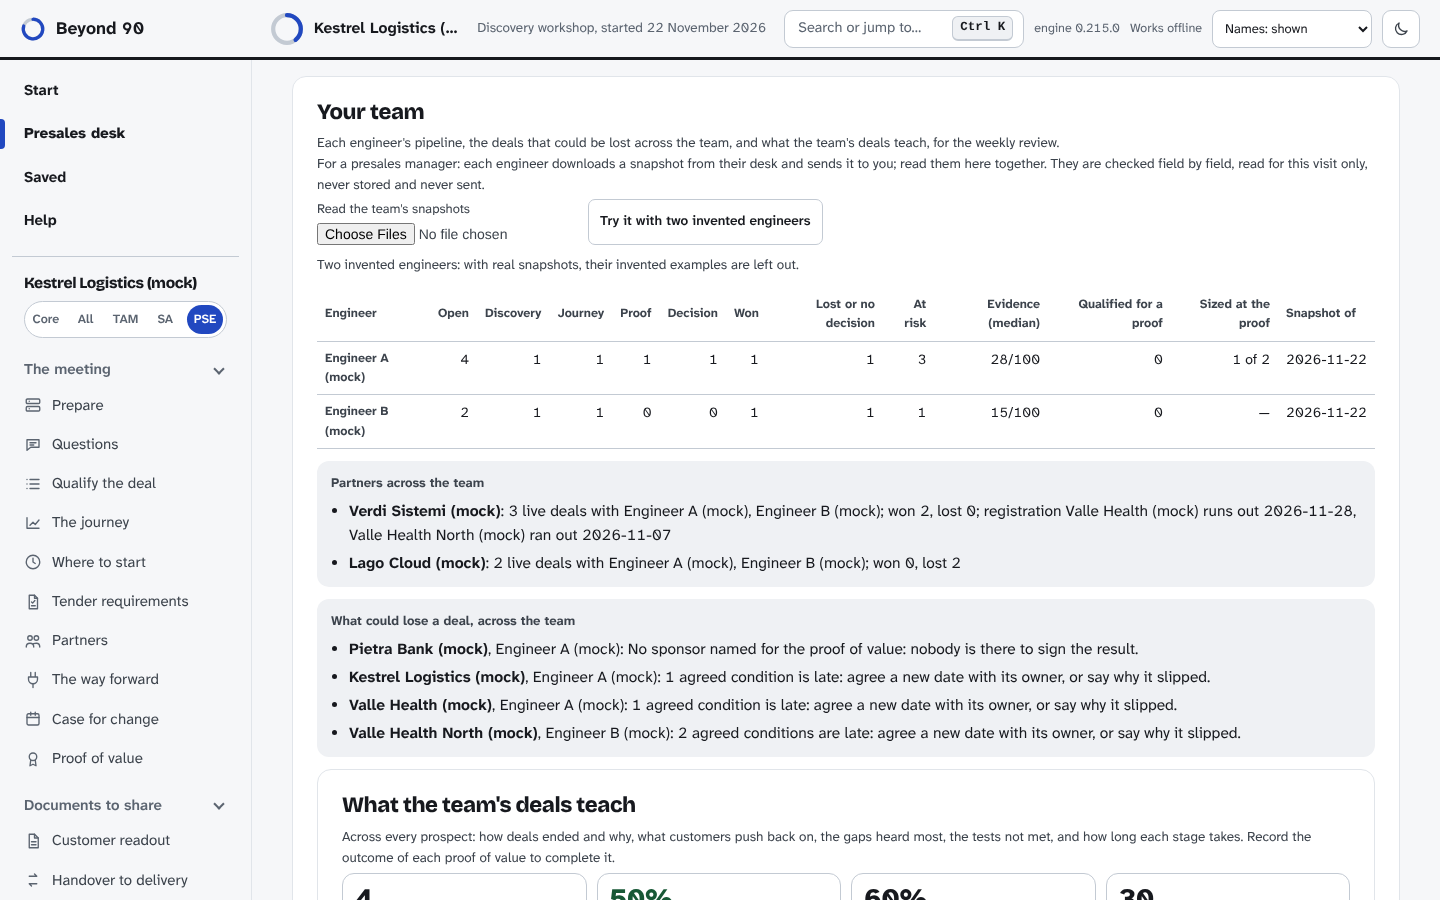 Beyond 90
Kestrel Logistics (...
Discovery workshop, started 22 November 2026
Search or jump to...
Ctrl K
engine 0.215.0
Works offline
Names: shown
Start
Presales desk
Saved
Help
Kestrel Logistics (mock)
Core
All
TAM
SA
PSE
The meeting
Prepare
Questions
Qualify the deal
The journey
Where to start
Tender requirements
Partners
The way forward
Case for change
Proof of value
Documents to share
Customer readout
Handover to delivery
Your team
Each engineer's pipeline, the deals that could be lost across the team, and what the team's deals teach, for the weekly review.
For a presales manager: each engineer downloads a snapshot from their desk and sends it to you; read them here together. They are checked field by field, read for this visit only,
never stored and never sent.
Read the team's snapshots
Choose Files No file chosen
Try it with two invented engineers
Two invented engineers: with real snapshots, their invented examples are left out.
Engineer Open Discovery Journey Proof Decision Won Lost or no decision At risk Evidence (median) Qualified for a proof Sized at the proof Snapshot of
Engineer A (mock) 4 1 1 1 1 1 1 3 28/100 0 1 of 2 2026-11-22
Engineer B (mock) 2 1 1 0 0 1 1 1 15/100 0 — 2026-11-22
Partners across the team
• Verdi Sistemi (mock): 3 live deals with Engineer A (mock), Engineer B (mock); won 2, lost 0; registration Valle Health (mock) runs out 2026-11-28,
Valle Health North (mock) ran out 2026-11-07
• Lago Cloud (mock): 2 live deals with Engineer A (mock), Engineer B (mock); won 0, lost 2
What could lose a deal, across the team
• Pietra Bank (mock), Engineer A (mock): No sponsor named for the proof of value: nobody is there to sign the result.
• Kestrel Logistics (mock), Engineer A (mock): 1 agreed condition is late: agree a new date with its owner, or say why it slipped.
• Valle Health (mock), Engineer A (mock): 1 agreed condition is late: agree a new date with its owner, or say why it slipped.
• Valle Health North (mock), Engineer B (mock): 2 agreed conditions are late: agree a new date with its owner, or say why it slipped.
What the team's deals teach
Across every prospect: how deals ended and why, what customers push back on, the gaps heard most, the tests not met, and how long each stage takes. Record the
outcome of each proof of value to complete it.
4
50%
60%
30